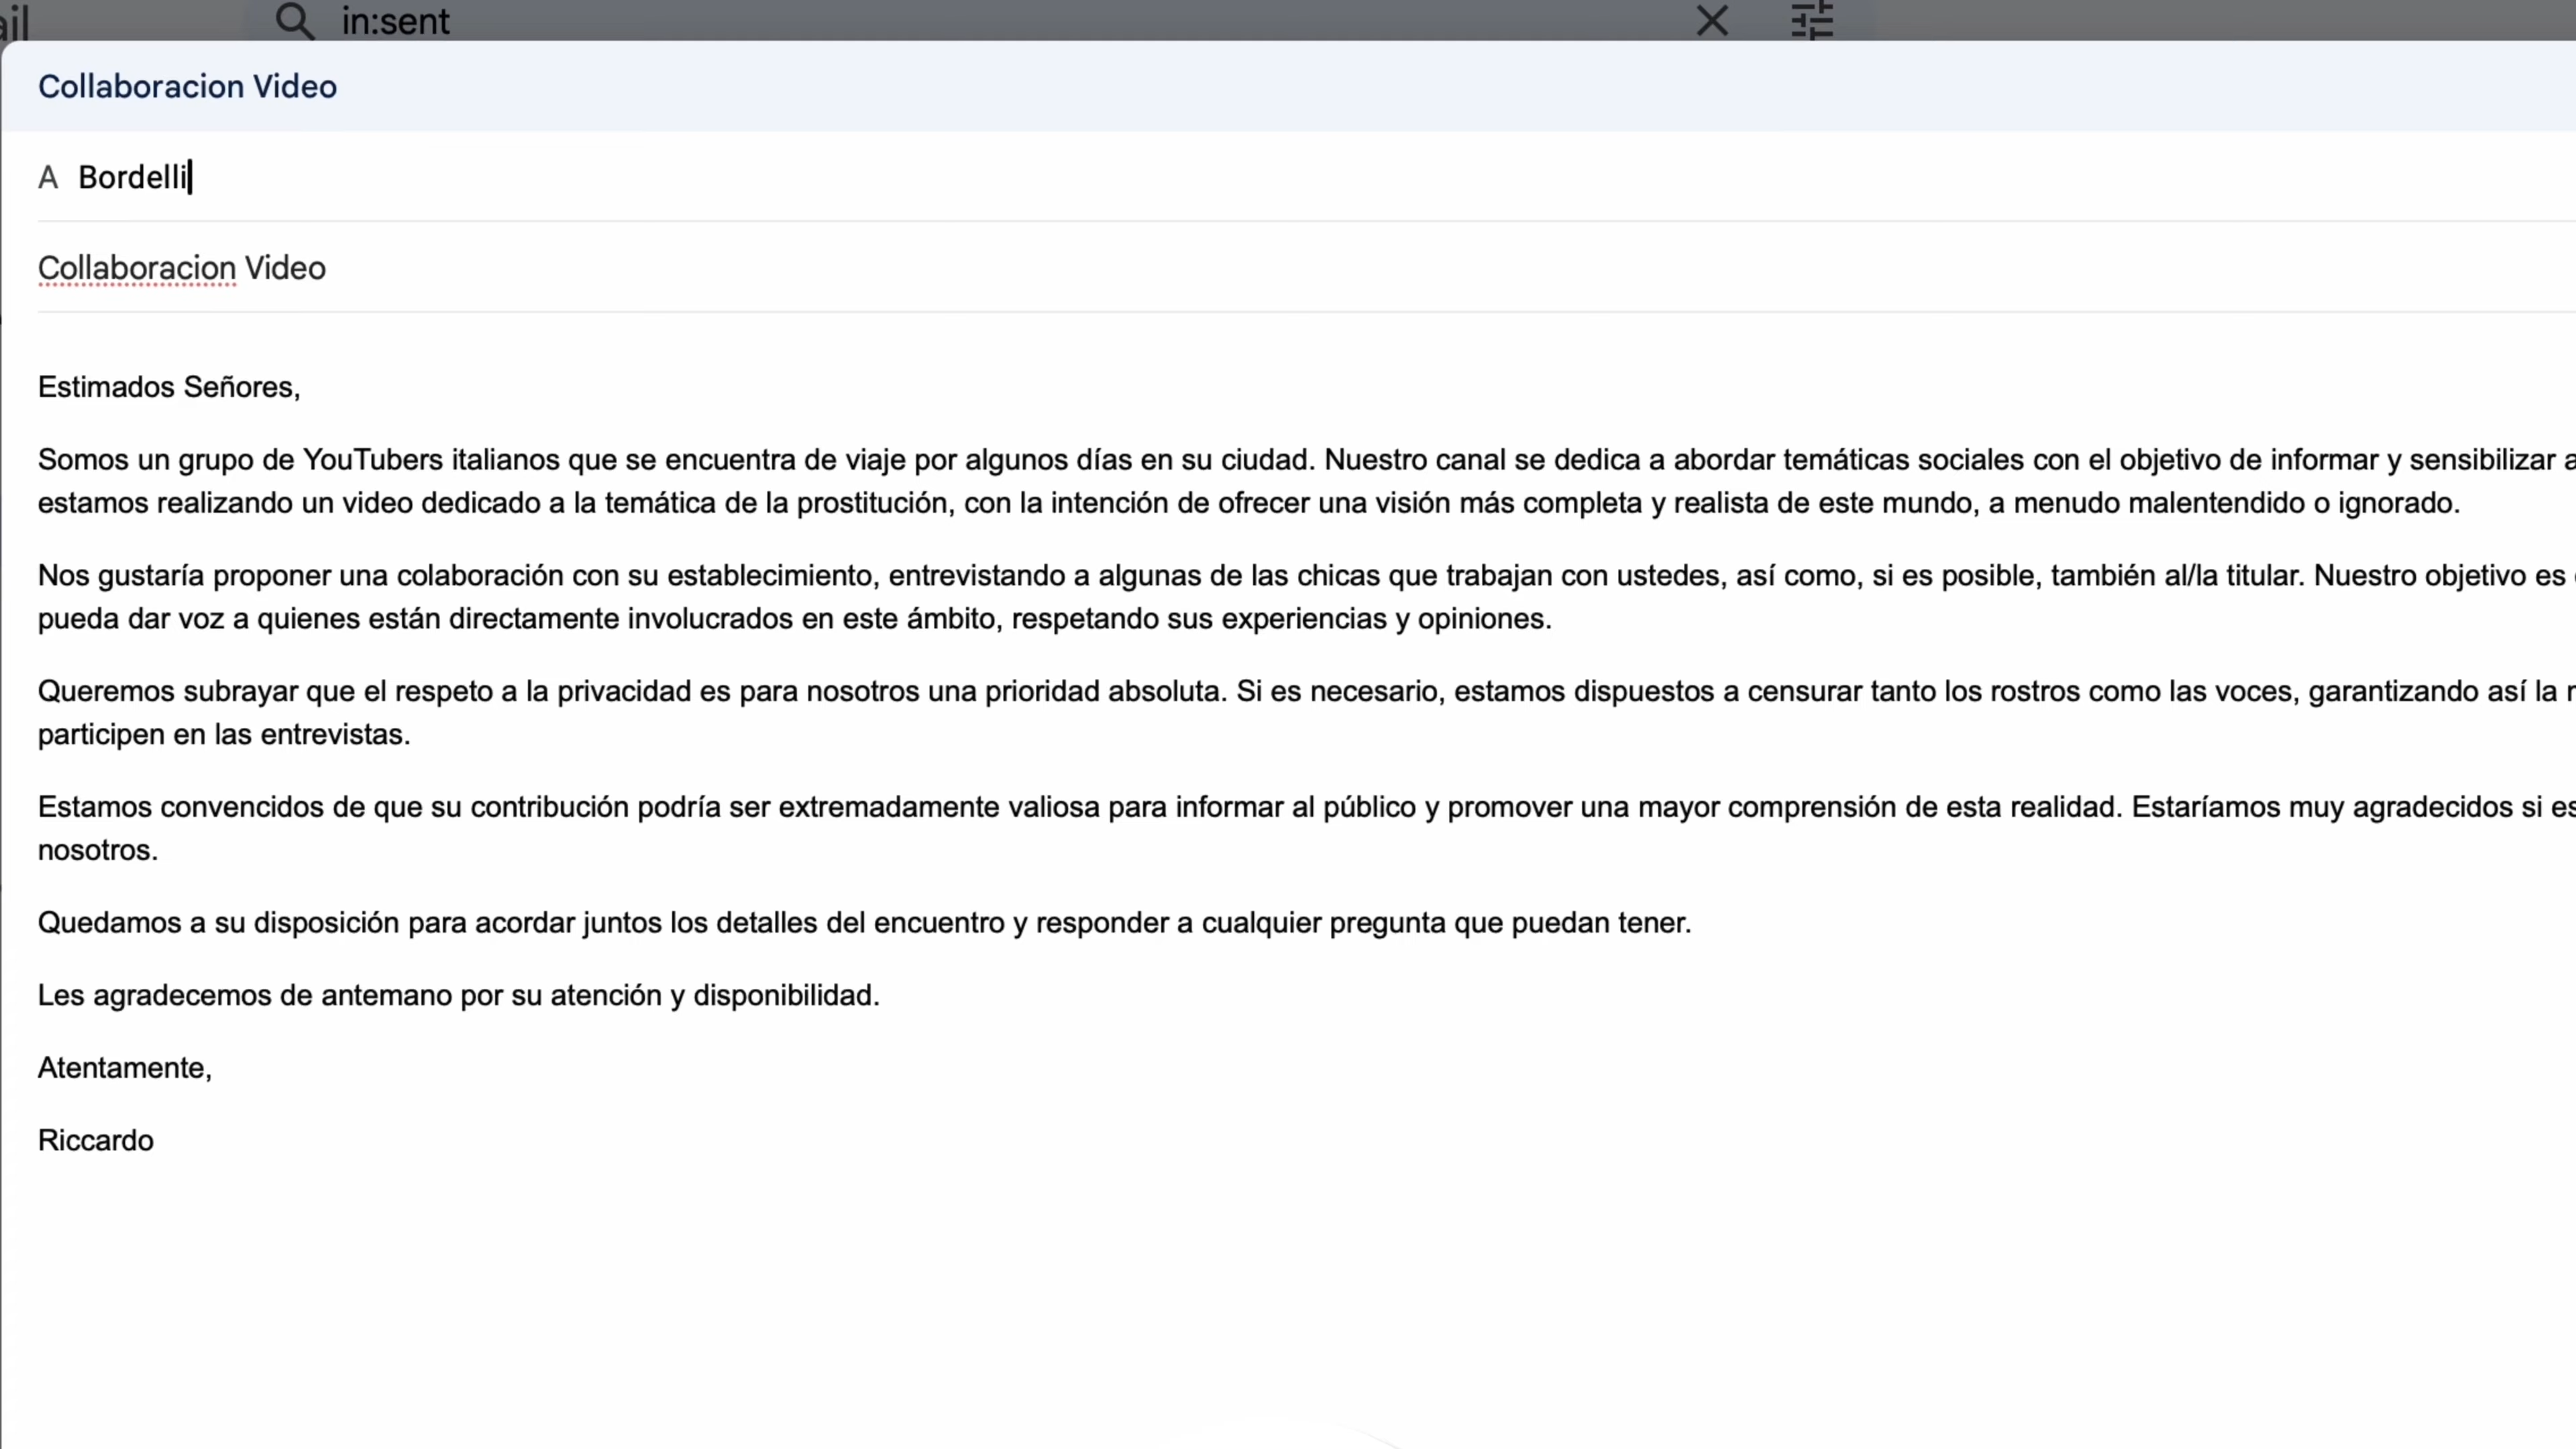 in:sent
Collaboracion Video
A Bordelli
Collaboracion Video
Estimados Señores,
Somos un grupo de YouTubers italianos que se encuentra de viaje por algunos días en su ciudad. Nuestro canal se dedica a abordar temáticas sociales con el objetivo de informar y sensibilizar
estamos realizando un video dedicado a la temática de la prostitución, con la intención de ofrecer una visión más completa y realista de este mundo, a menudo malentendido o ignorado.
Nos gustaría proponer una colaboración con su establecimiento, entrevistando a algunas de las chicas que trabajan con ustedes, así como, si es posible, también al/la titular. Nuestro objetivo es
pueda dar voz a quienes están directamente involucrados en este ámbito, respetando sus experiencias y opiniones.
Queremos subrayar que el respeto a la privacidad es para nosotros una prioridad absoluta. Si es necesario, estamos dispuestos a censurar tanto los rostros como las voces, garantizando así la
participen en las entrevistas.
Estamos convencidos de que su contribución podría ser extremadamente valiosa para informar al público y promover una mayor comprensión de esta realidad. Estaríamos muy agradecidos si es
nosotros.
Quedamos a su disposición para acordar juntos los detalles del encuentro y responder a cualquier pregunta que puedan tener.
Les agradecemos de antemano por su atención y disponibilidad.
Atentamente,
Riccardo